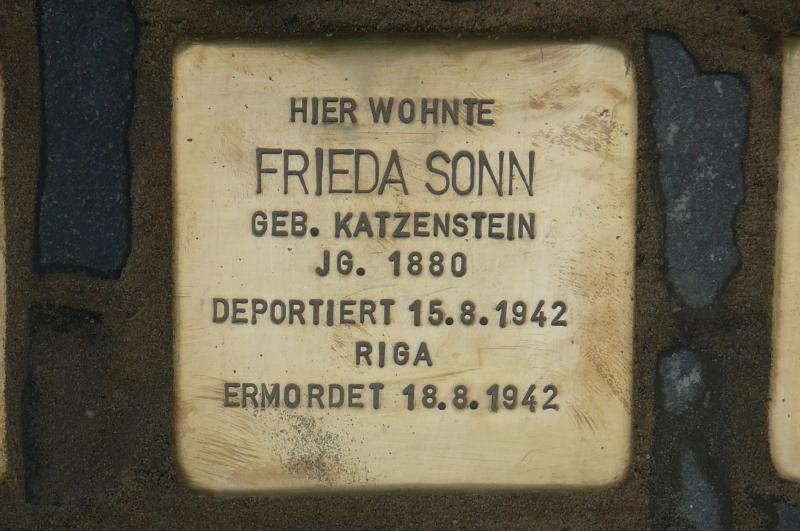 HIER WOHNTE
FRIEDA SONN
GEB. KATZENSTEIN
JG. 1880
DEPORTIERT 15.8.1942
RIGA
ERMORDET 18.8.1942